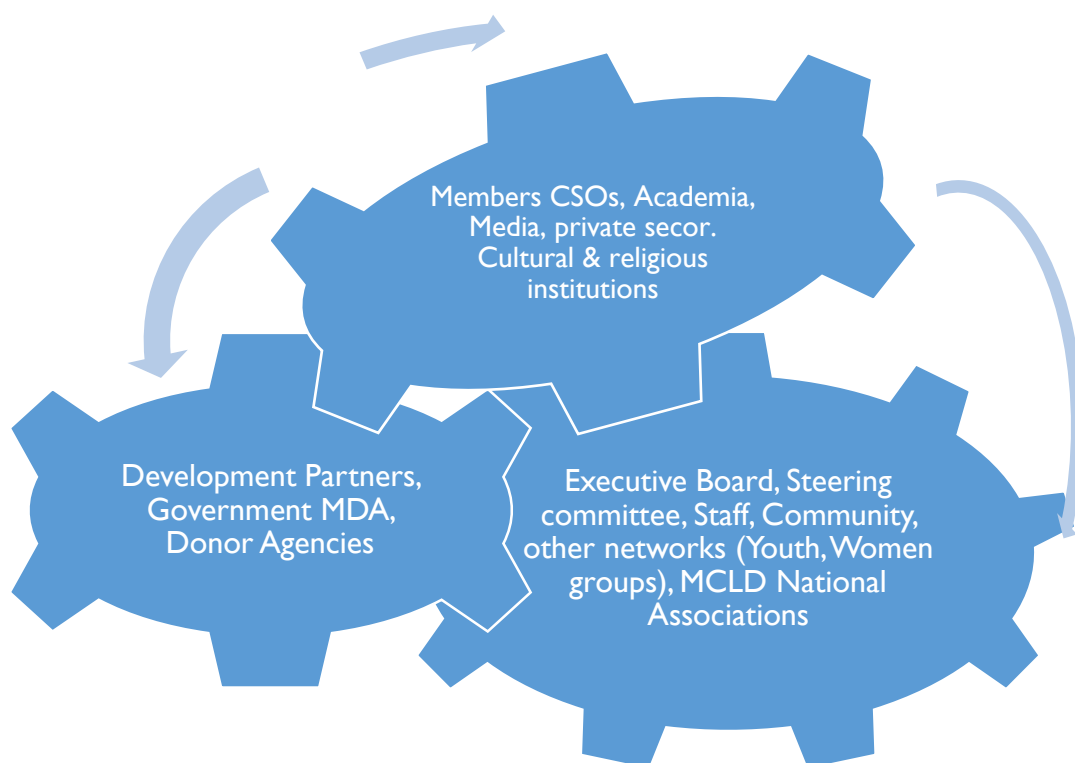 Members CSOs, Academia,
Media, private secor.
Cultural & religious
institutions
Development Partners,
Government MDA,
Donor Agencies
Executive Board, Steering
committee, Staff, Community,
other networks (Youth, Women
groups), MCLD National
Associations